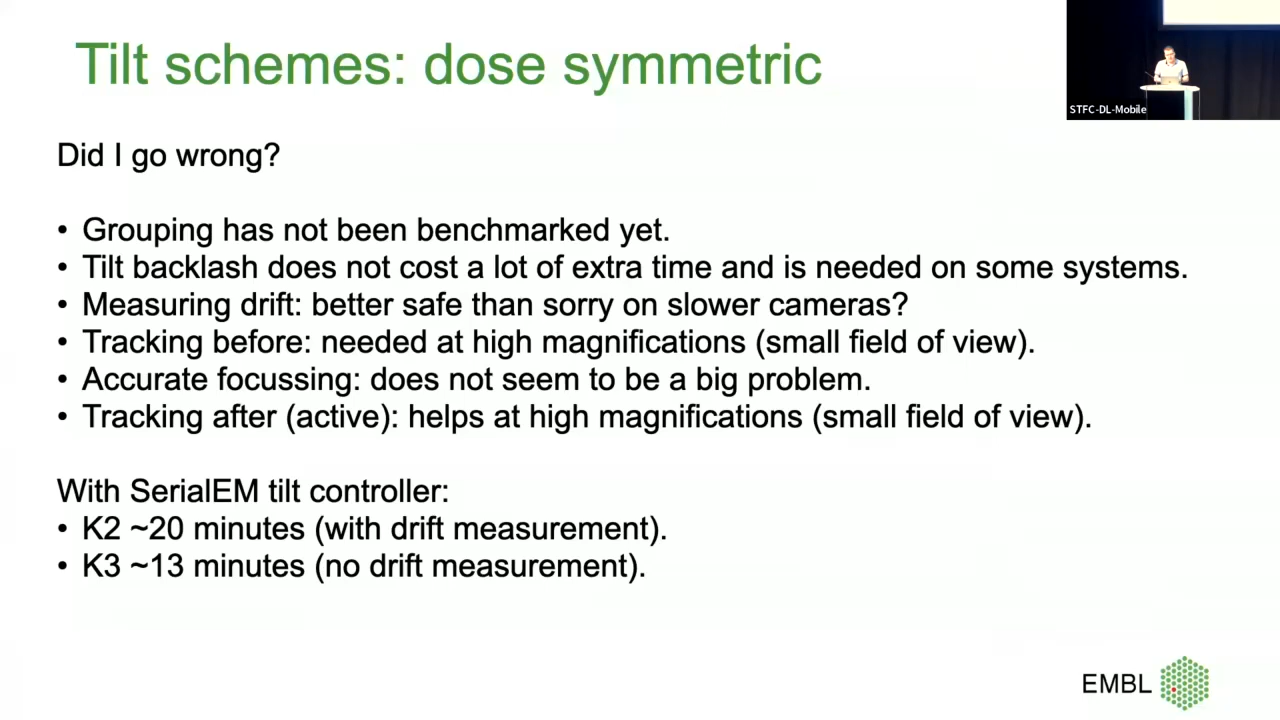 Tilt schemes: dose symmetric
STFC-DL-Mobile
Did I go wrong?
• Grouping has not been benchmarked yet.
• Tilt backlash does not cost a lot of extra time and is needed on some systems.
• Measuring drift: better safe than sorry on slower cameras?
• Tracking before: needed at high magnifications (small field of view).
• Accurate focussing: does not seem to be a big problem.
• Tracking after (active): helps at high magnifications (small field of view).
With SerialEM tilt controller:
• K2 ~20 minutes (with drift measurement).
• K3 ~13 minutes (no drift measurement).
EMBL